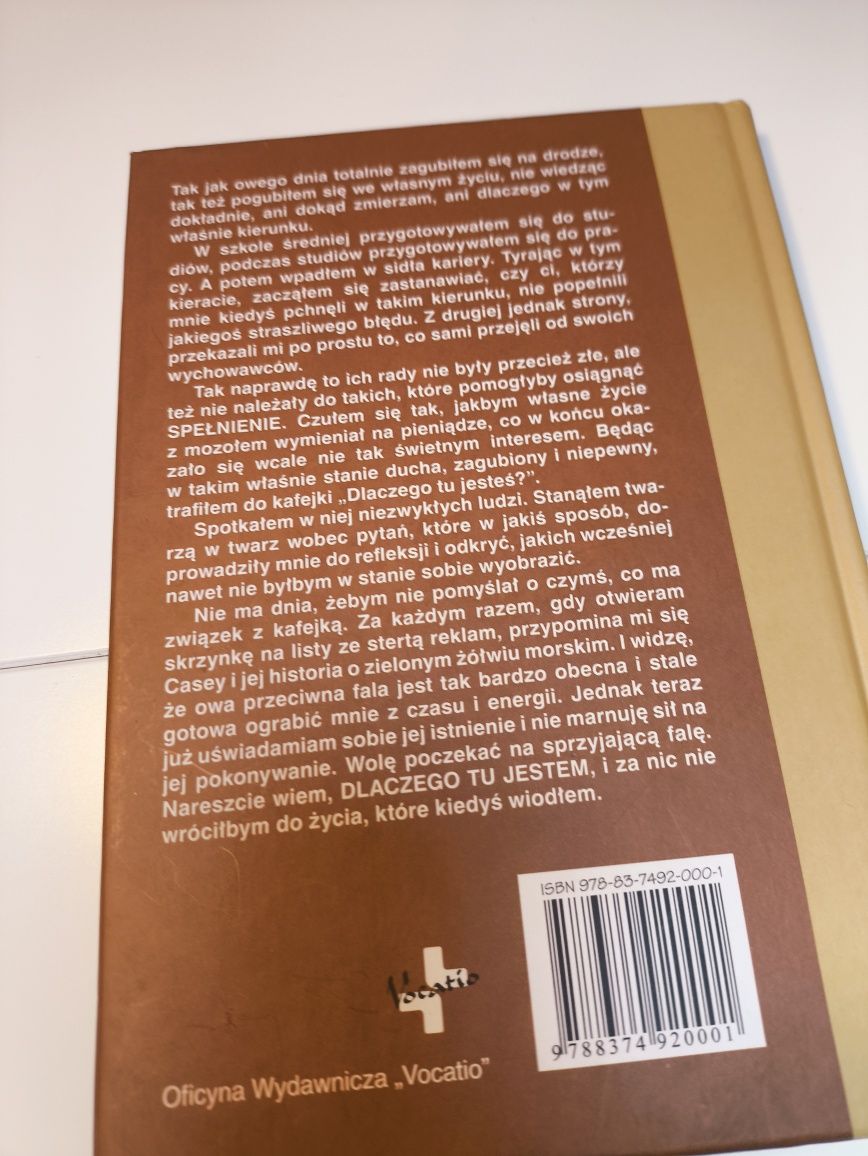 Tak jak owego dnia totalnie zagubiłem się na drodze,
tak też pogubiłem się we własnym życiu, nie wiedząc
dokładnie, ani dokąd zmierzam, ani dlaczego w tym
właśnie kierunku.
W szkole średniej przygotowywałem się do stu-
diów, podczas studiów przygotowywałem się do pra-
cy. A potem wpadłem w sidła kariery. Tyrając w tym
kieracie, zacząłem się zastanawiać, czy ci, którzy
mnie kiedyś pchnęli w takim kierunku, nie popełnili
jakiegoś straszliwego błędu. Z drugiej jednak strony,
przekazali mi po prostu to, co sami przejęli od swoich
wychowawców.
Tak naprawdę to ich rady nie były przecież złe, ale
też nie należały do takich, które pomogłyby osiągnąć
SPEŁNIENIE. Czułem się tak, jakbym własne życie
z mozołem wymieniał na pieniądze, co w końcu oka-
zało się wcale nie tak świetnym interesem. Będąc
w takim właśnie stanie ducha, zagubiony i niepewny,
trafiłem do kafejki „Dlaczego tu jesteś?”.
Spotkałem w niej niezwykłych ludzi. Stanąłem twa-
rzą w twarz wobec pytań, które w jakiś sposób, do-
prowadziły mnie do refleksji i odkryć, jakich wcześniej
nawet nie byłbym w stanie sobie wyobrazić.
Nie ma dnia, żebym nie pomyślał o czymś, co ma
związek z kafejką. Za każdym razem, gdy otwieram
skrzynkę na listy ze stertą reklam, przypomina mi się
Casey i jej historia o zielonym żółwiu morskim. I widzę,
że owa przeciwna fala jest tak bardzo obecna i stale
gotowa ograbić mnie z czasu i energii. Jednak teraz
już uświadamiam sobie jej istnienie i nie marnuję sił na
jej pokonywanie. Wolę poczekać na sprzyjającą falę.
Nareszcie wiem, DLACZEGO TU JESTEM, i za nic nie
wróciłbym do życia, które kiedyś wiodłem.
ISBN 978-83-7492-000-1
9 788374 920001
Vocatio
Oficyna Wydawnicza „Vocatio”